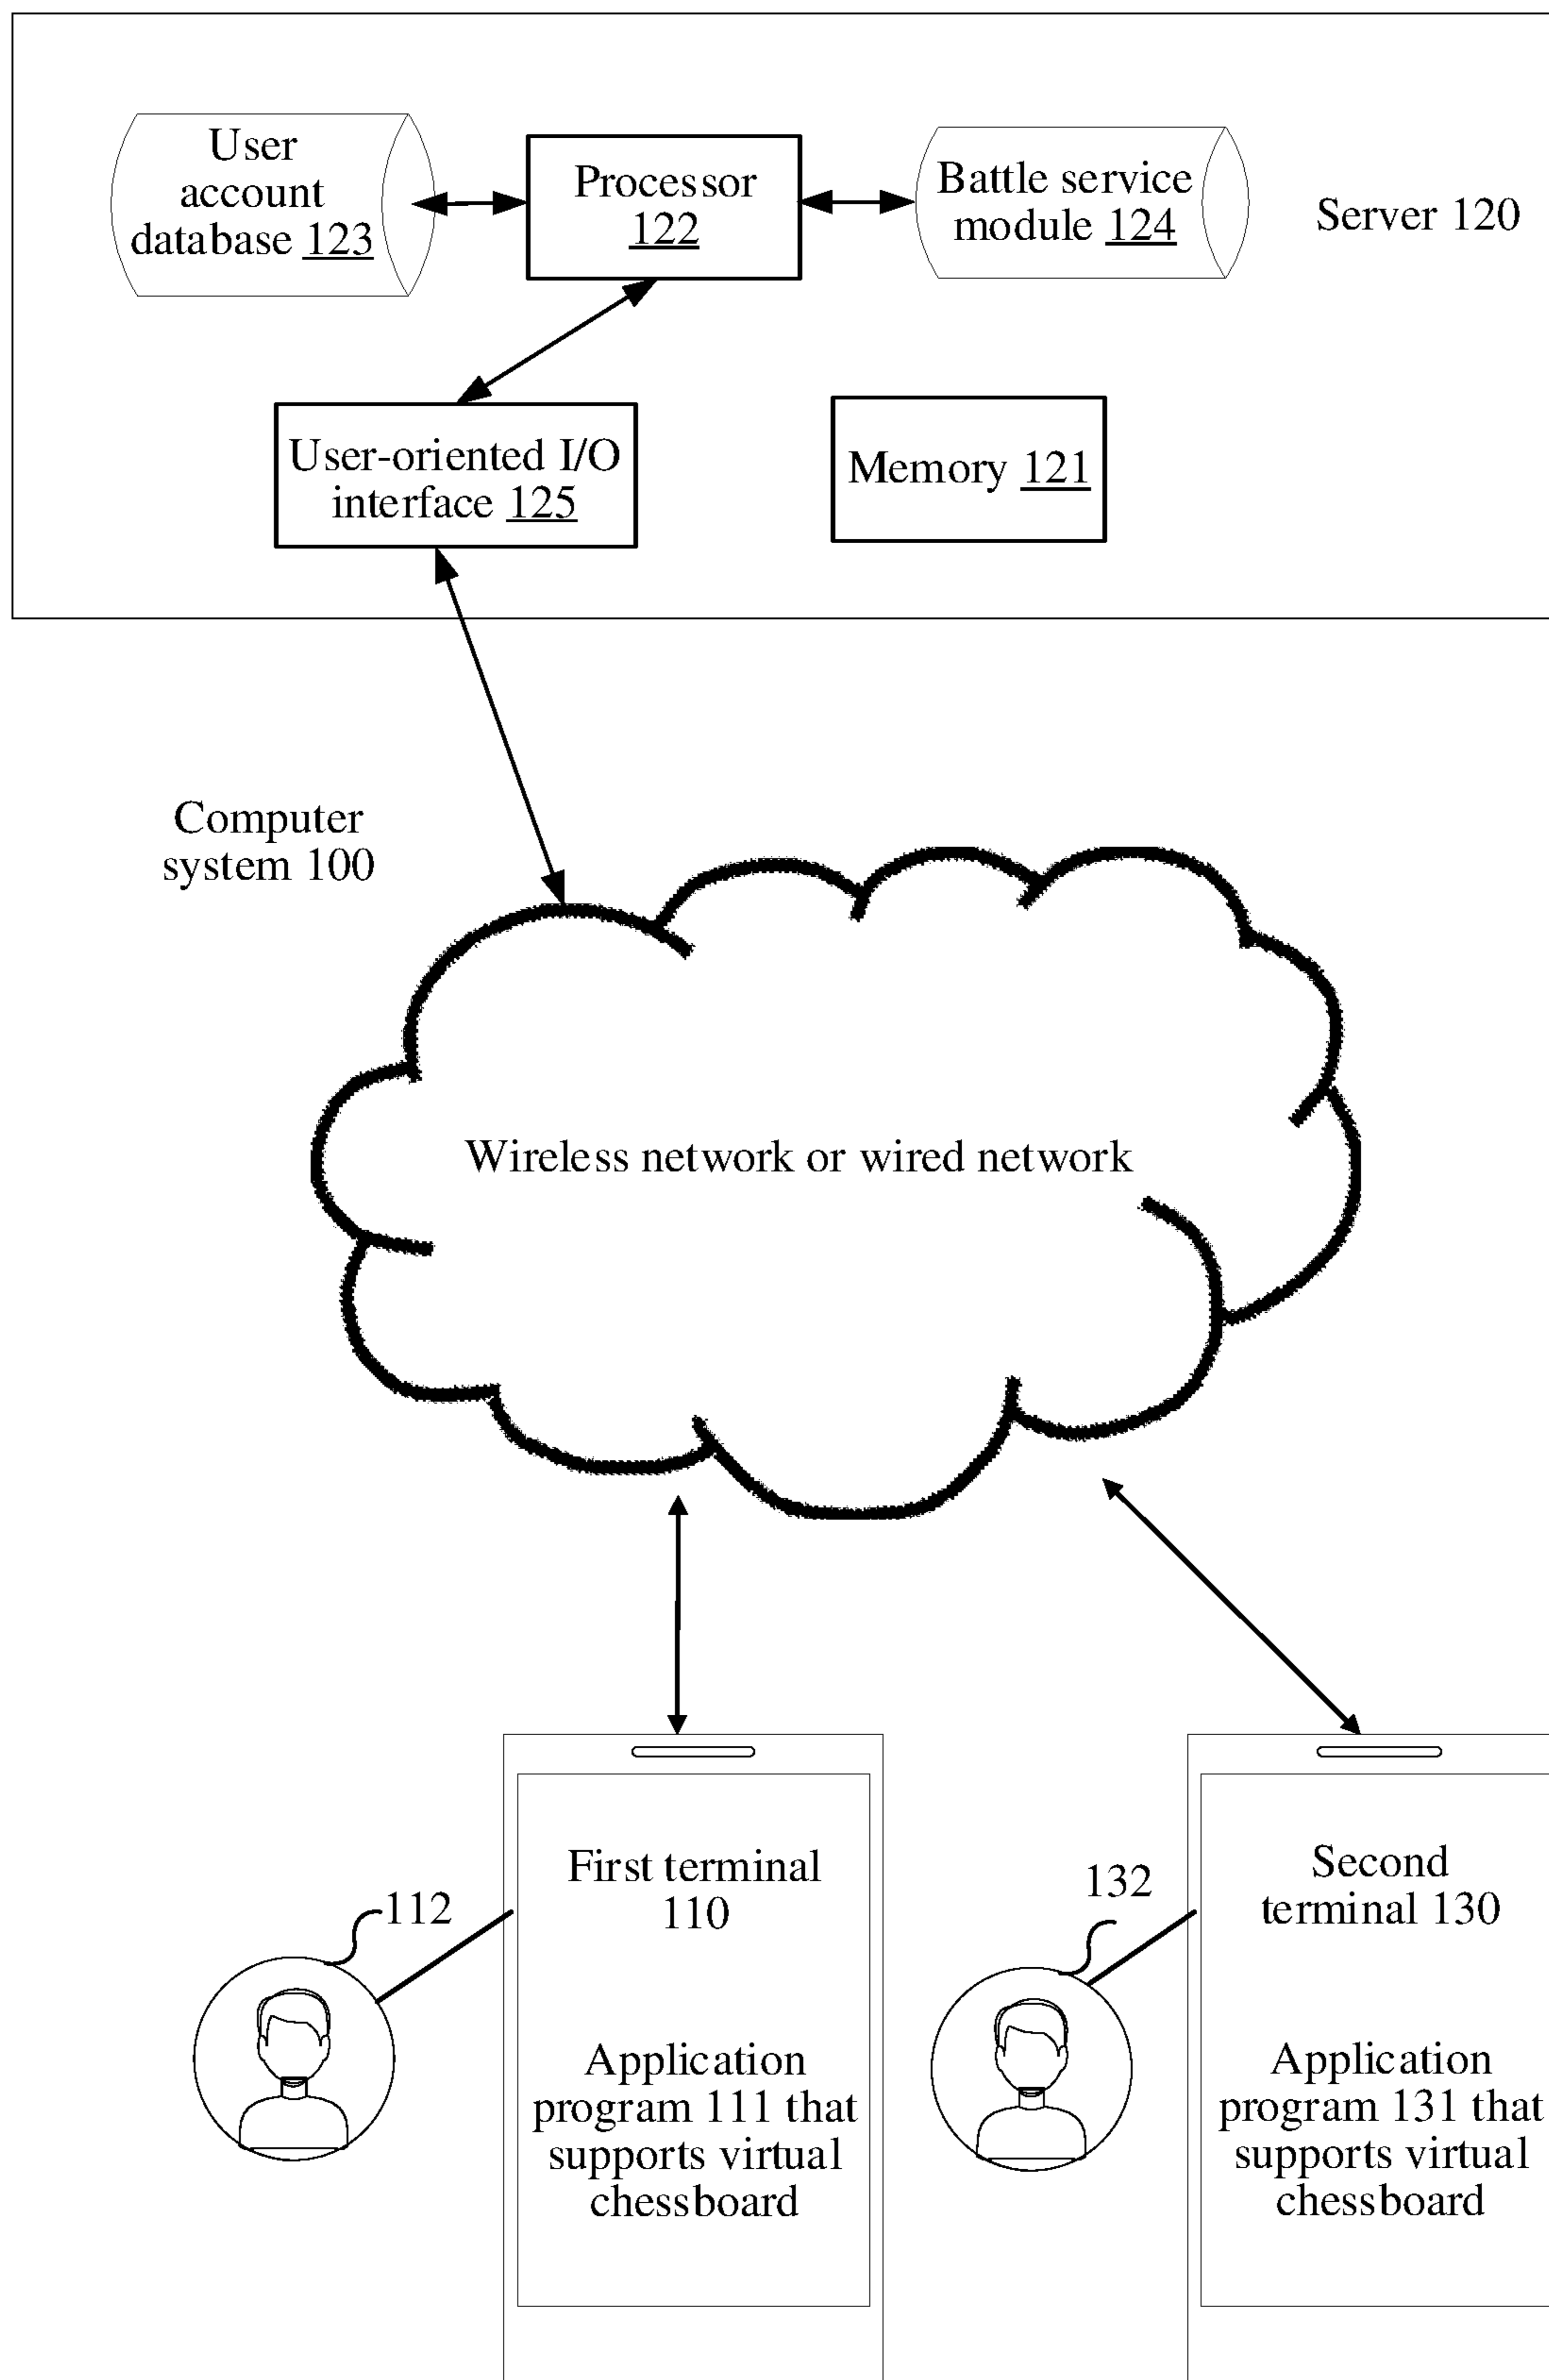 User
account
database 123
Processor
122
Battle service
module 124
Server 120
User-oriented I/O
interface 125
Memory 121
Computer
system 100
Wireless network or wired network
First terminal
110
112
Application
program 111 that
supports virtual
chessboard
Second
terminal 130
132
Application
program 131 that
supports virtual
chessboard